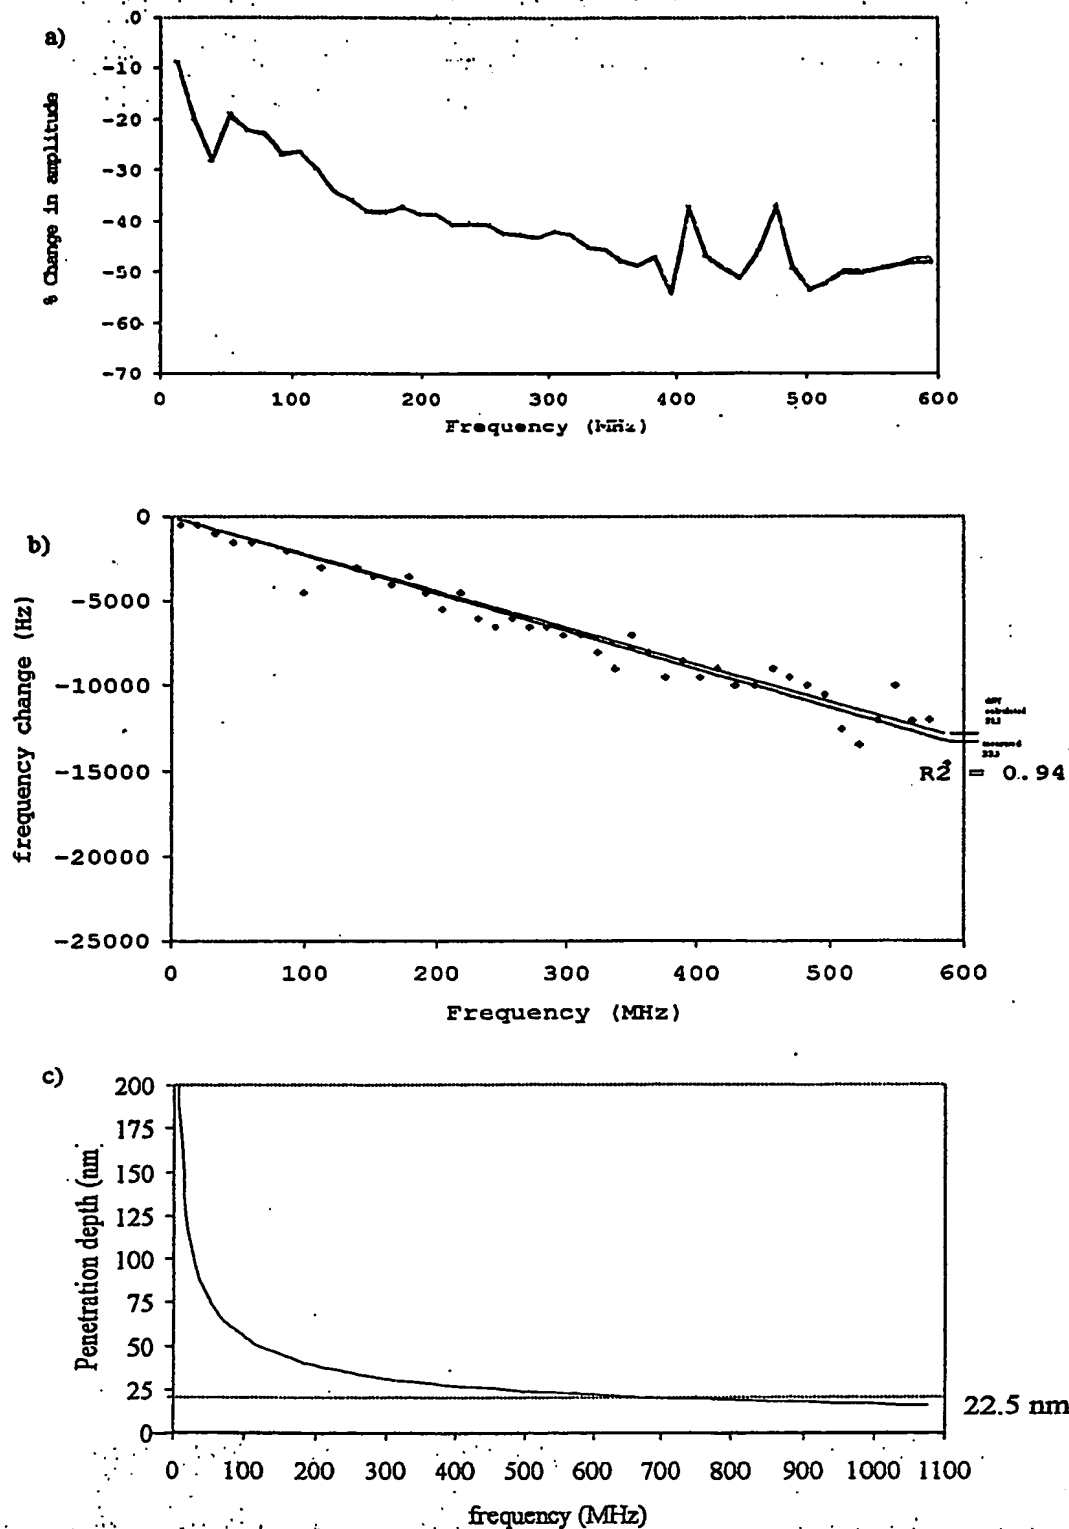 a)
% Change in amplitude
0
-10
-20
-30
-40
-50
-60
-70
0 100 200 300 400 500 600
Frequency (MHz)
b)
frequency change (Hz)
0
-5000
-10000
-15000
-20000
-25000
calculated
measured
R2 = 0.94
0 100 200 300 400 500 600
Frequency (MHz)
c)
Penetration depth (nm
200
175
150
125
100
75
50
25
0
22.5 nm
0 100 200 300 400 500 600 700 800 900 1000 1100
frequency (MHz)